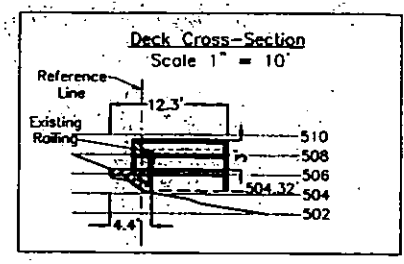 Deck Cross-Section
Scale 1" = 10'
Reference
Line
12.3'
Existing
Railing
510
508
3'
506
504.32'
504
502
4.4'